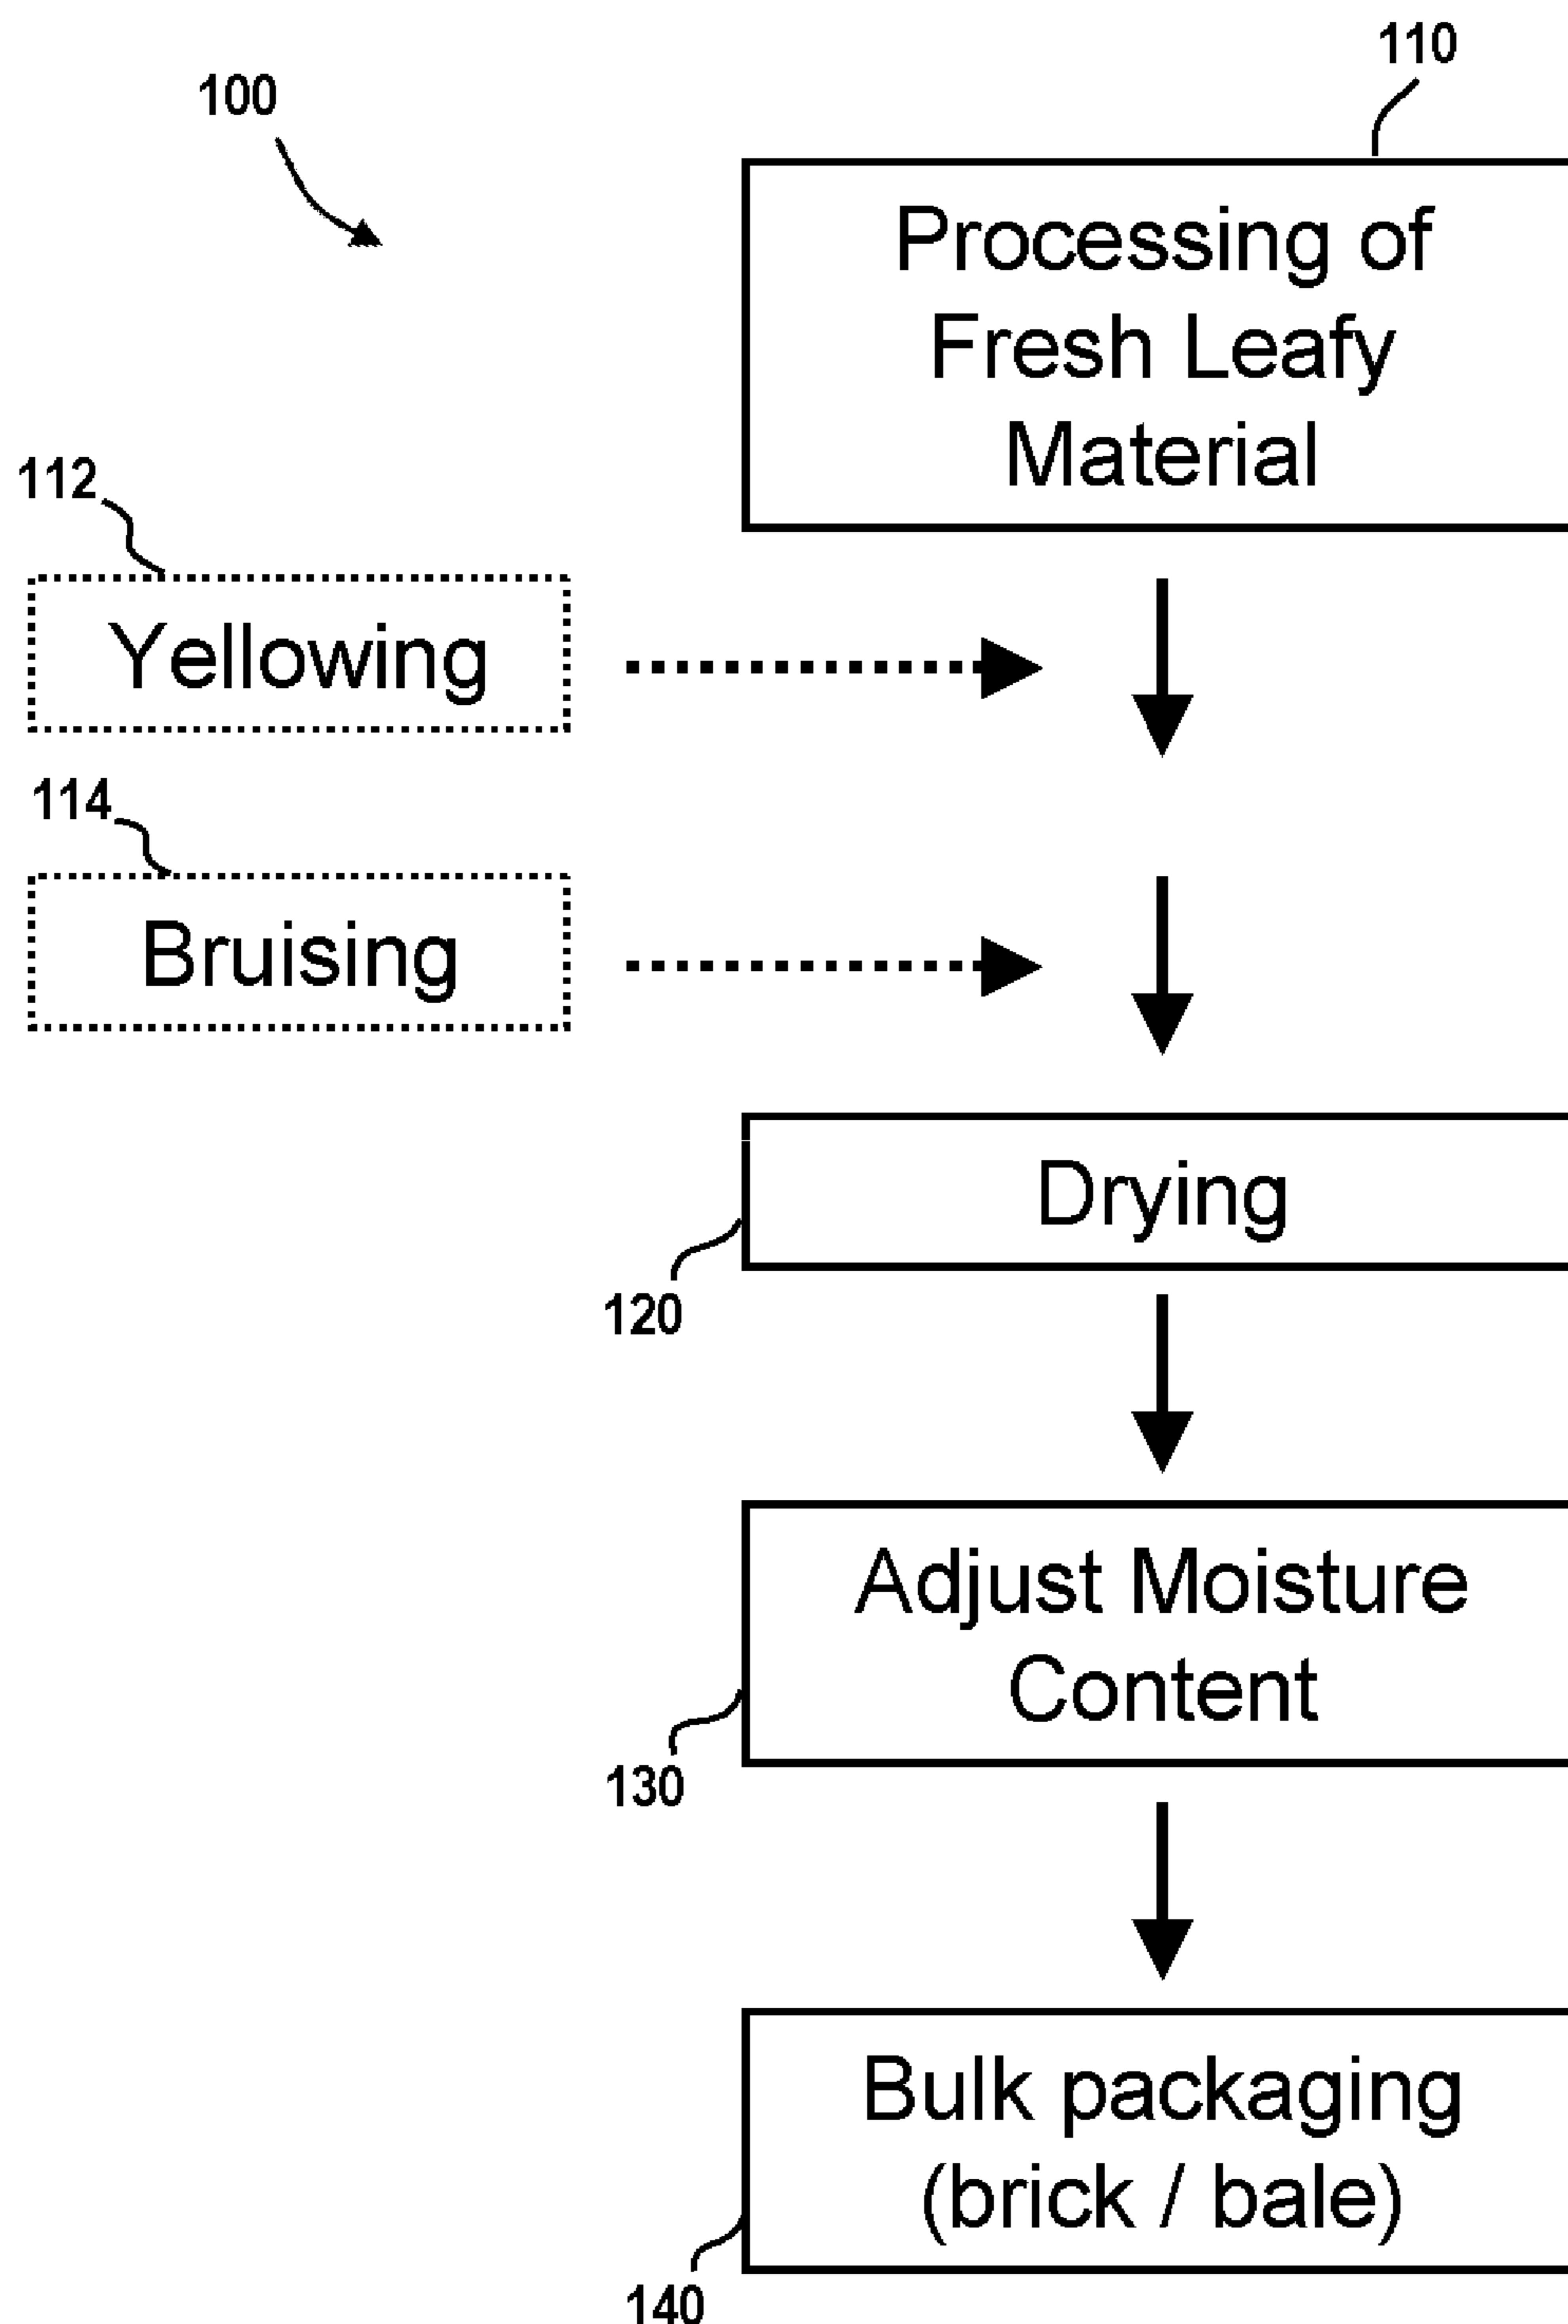 110
100
Processing of
Fresh Leafy
Material
112
Yellowing
114
Bruising
Drying
120
Adjust Moisture
Content
130
Bulk packaging
(brick / bale)
140